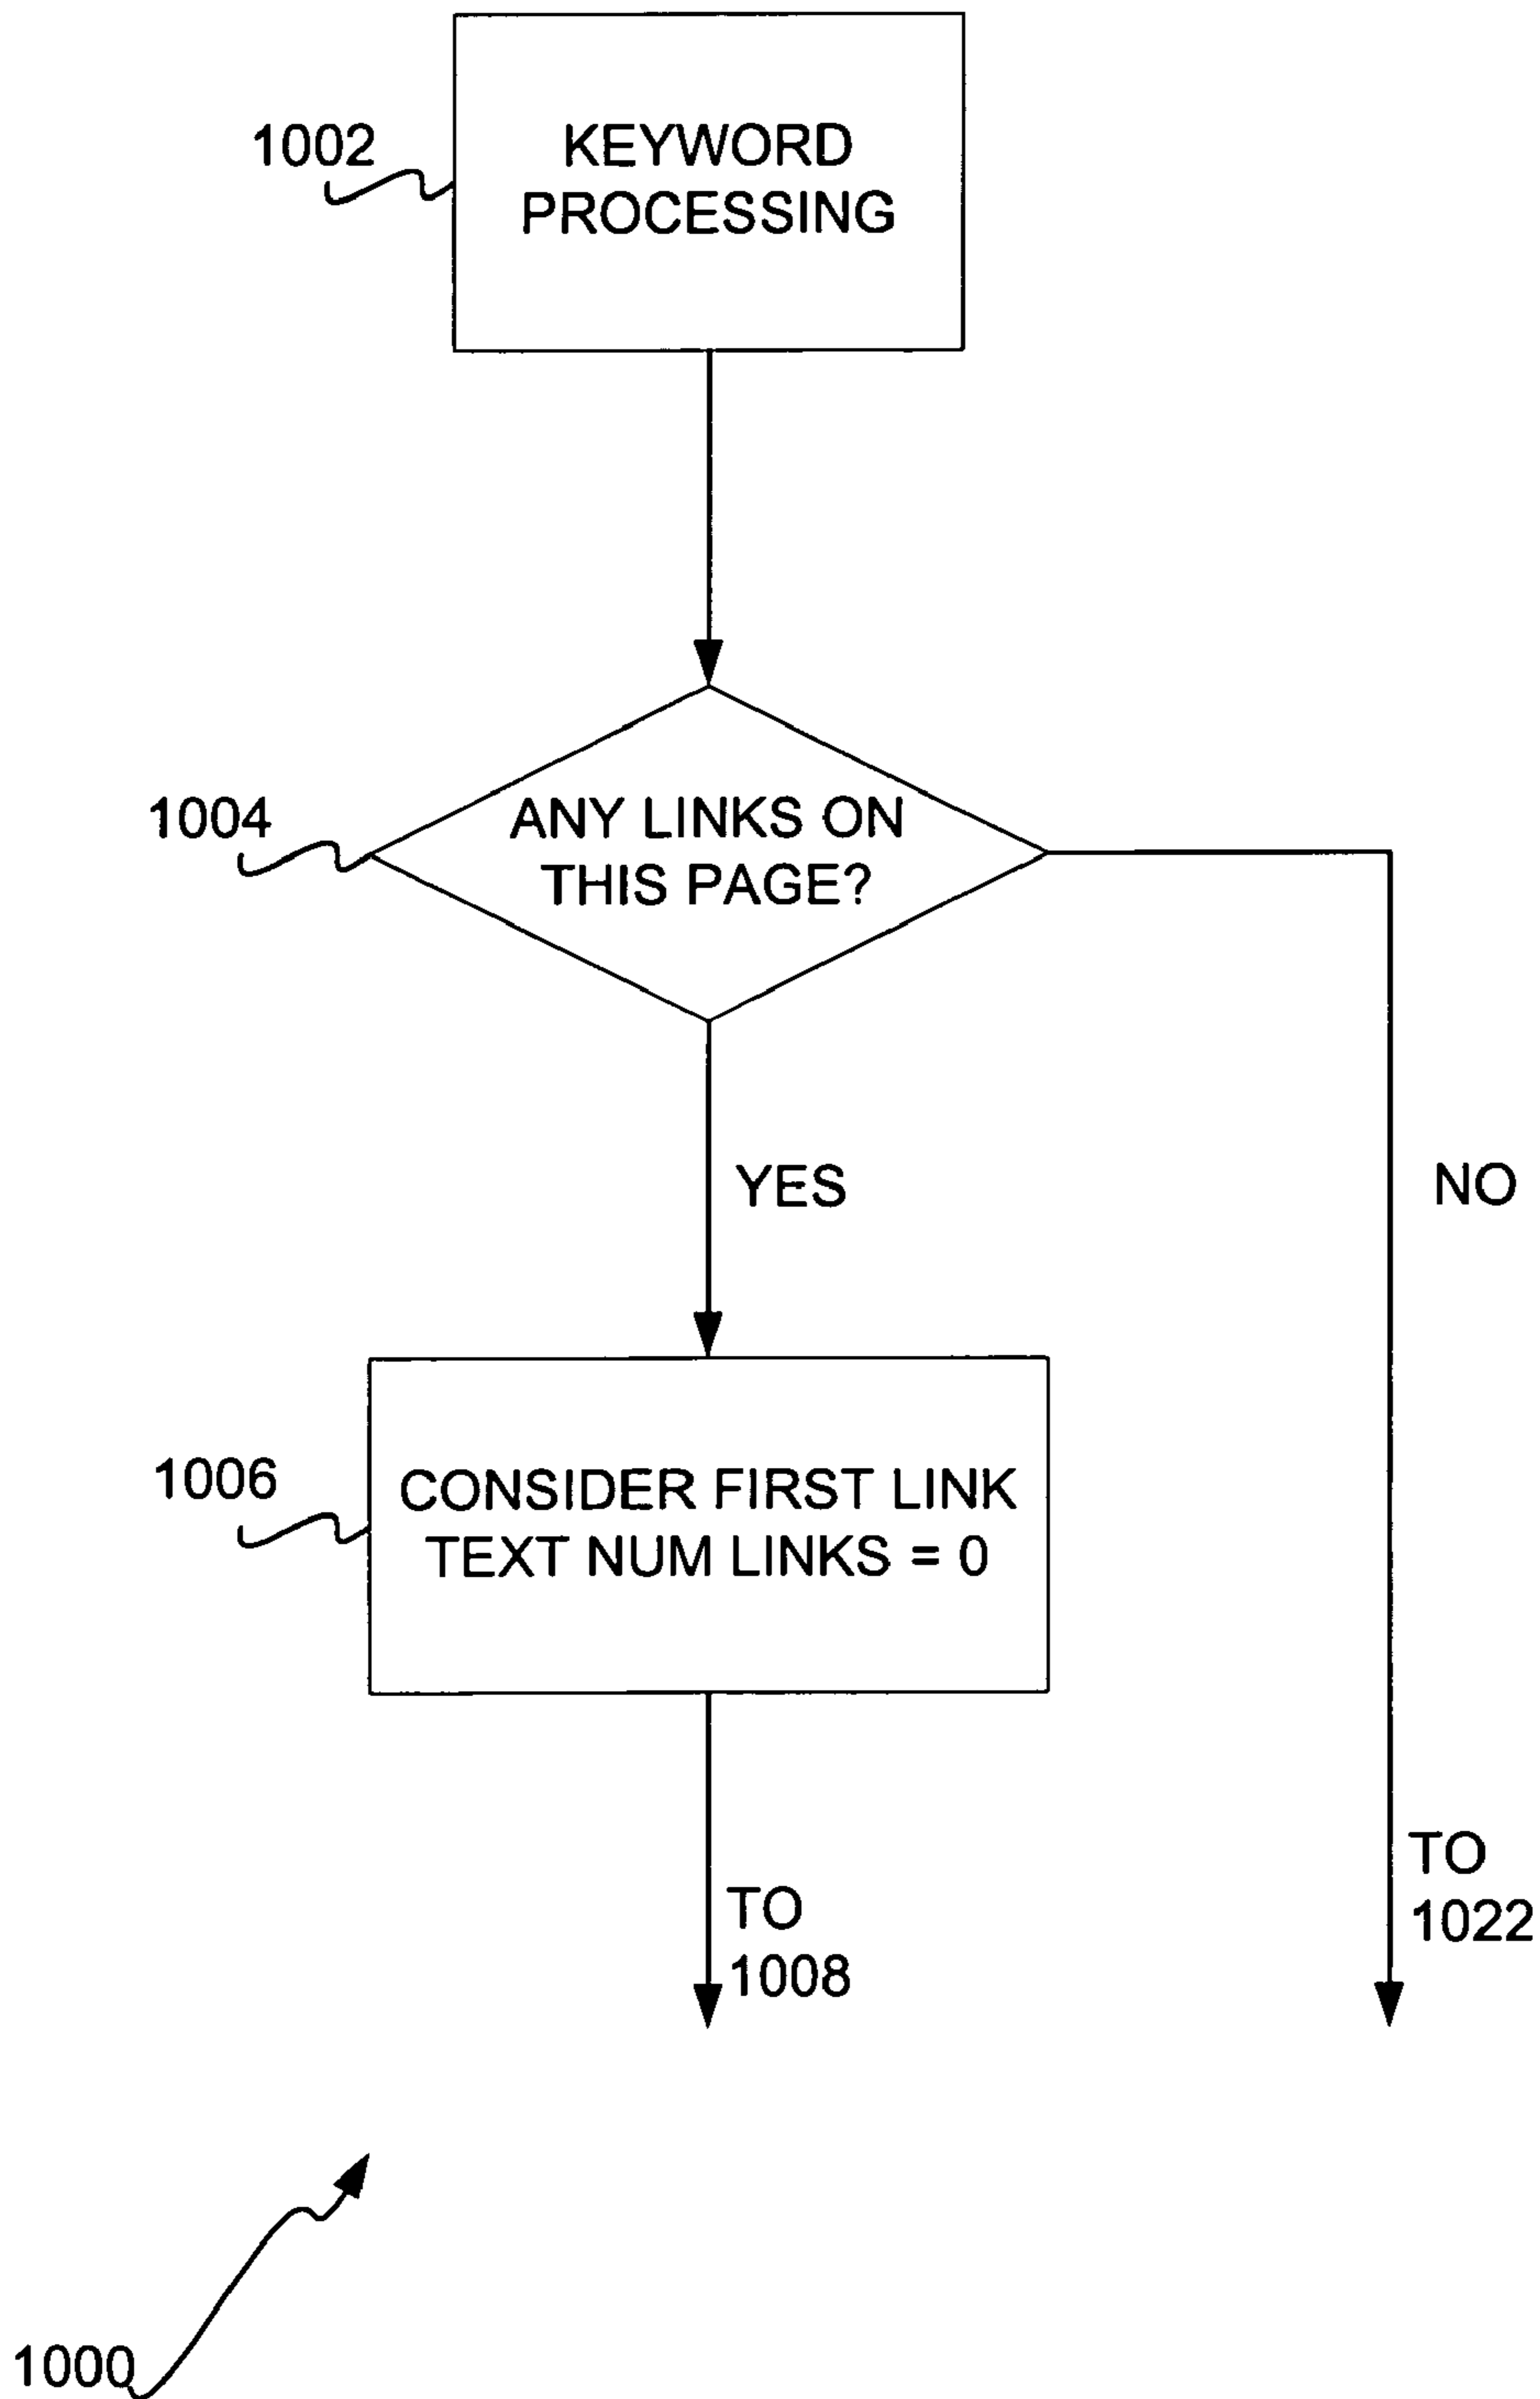 1002
KEYWORD
PROCESSING
1004
ANY LINKS ON
THIS PAGE?
YES
NO
1006
CONSIDER FIRST LINK
TEXT NUM LINKS = 0
TO
1008
TO
1022
1000